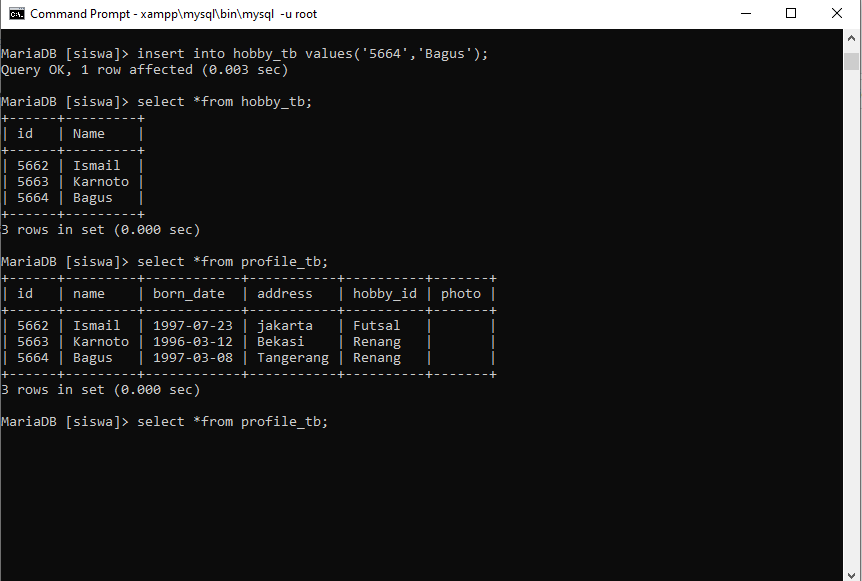 Command Prompt - xampp\mysql\bin\mysql  -u root
MariaDB [siswa]> insert into hobby_tb values('5664','Bagus');
Query OK, 1 row affected (0.003 sec)
MariaDB [siswa]> select *from hobby_tb;
+------+---------+
| id   | Name    |
+------+---------+
| 5662 | Ismail  |
| 5663 | Karnoto |
| 5664 | Bagus   |
+------+---------+
3 rows in set (0.000 sec)
MariaDB [siswa]> select *from profile_tb;
+------+---------+------------+-----------+----------+-------+
| id   | name    | born_date  | address   | hobby_id | photo |
+------+---------+------------+-----------+----------+-------+
| 5662 | Ismail  | 1997-07-23 | jakarta   | Futsal   |       |
| 5663 | Karnoto | 1996-03-12 | Bekasi    | Renang   |       |
| 5664 | Bagus   | 1997-03-08 | Tangerang | Renang   |       |
+------+---------+------------+-----------+----------+-------+
3 rows in set (0.000 sec)
MariaDB [siswa]> select *from profile_tb;